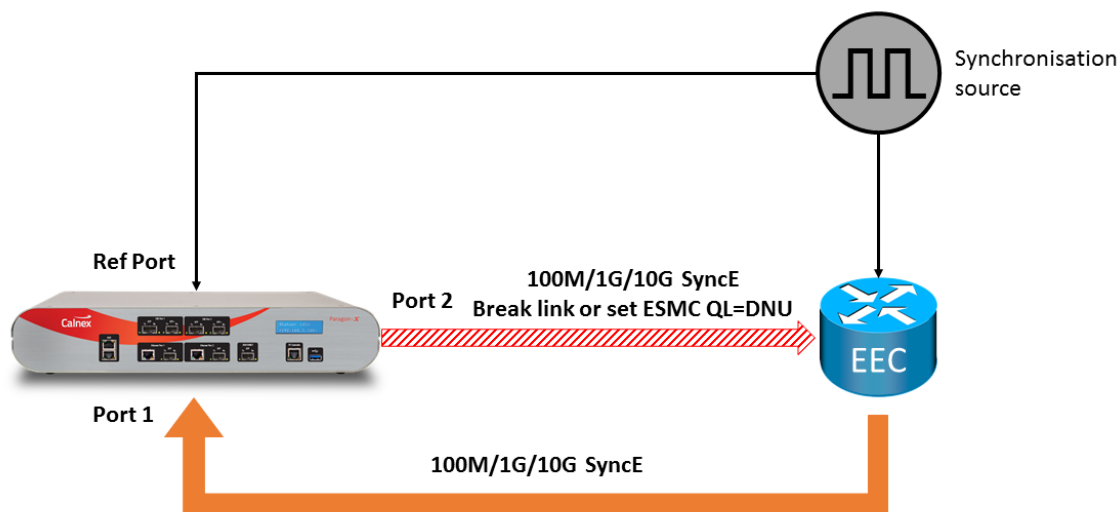 Synchronisation
source
Ref Port
100M/1G/10G SyncE
Port 2
Break link or set ESMC QL=DNU
Calnex
Paragon-X
EEC
Port 1
100M/1G/10G SyncE